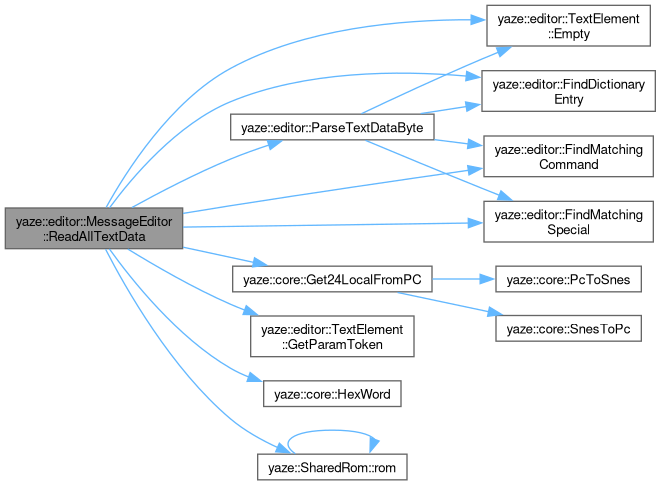 yaze::editor::TextElement
::Empty
yaze::editor::FindDictionary
Entry
yaze::editor::ParseTextDataByte
yaze::editor::FindMatching
Command
yaze::editor::MessageEditor
::ReadAllTextData
yaze::editor::FindMatching
Special
yaze::core::Get24LocalFromPC
yaze::core::PcToSnes
yaze::editor::TextElement
::GetParamToken
yaze::core::SnesToPc
yaze::core::HexWord
yaze::SharedRom::rom